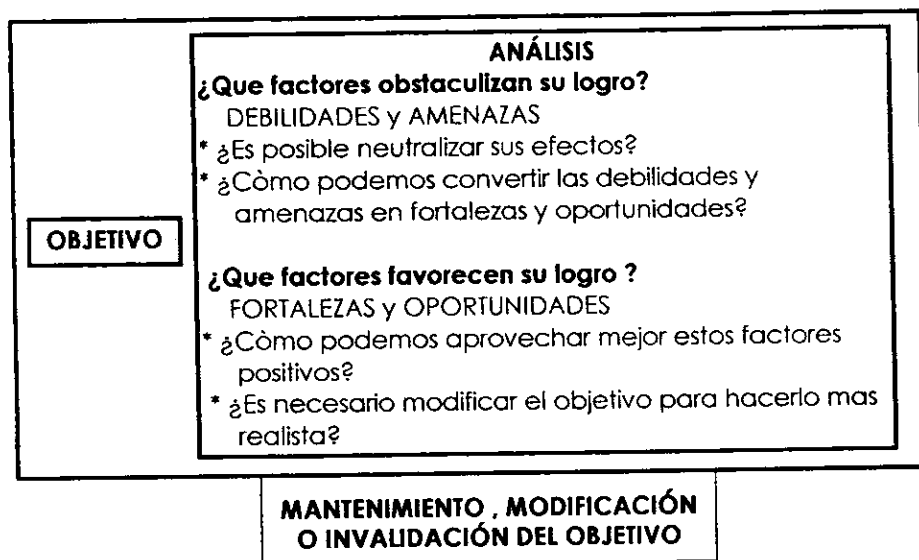 ANÁLISIS
¿Que factores obstaculizan su logro?
DEBILIDADES y AMENAZAS
* ¿Es posible neutralizar sus efectos?
* ¿Còmo podemos convertir las debilidades y
amenazas en fortalezas y oportunidades?
OBJETIVO
¿Que factores favorecen su logro ?
FORTALEZAS y OPORTUNIDADES
* ¿Còmo podemos aprovechar mejor estos factores
positivos?
* ¿Es necesario modificar el objetivo para hacerlo mas
realista?
MANTENIMIENTO , MODIFICACIÓN
O INVALIDACIÓN DEL OBJETIVO